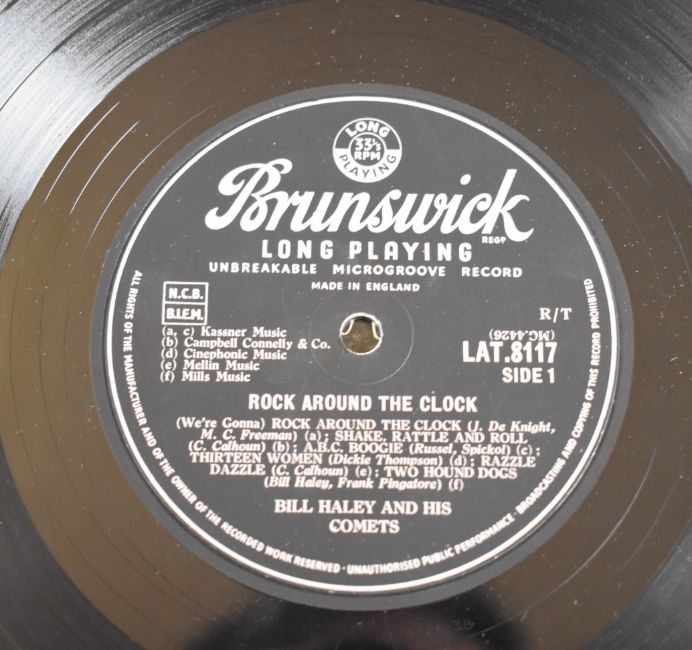 LONG
33⅓
RPM
PLAYING
Brunswick
REGD
LONG PLAYING
UNBREAKABLE MICROGROOVE RECORD
MADE IN ENGLAND
N.C.B.
B.I.E.M.
R/T
(MG.4426)
(a, c) Kassner Music
(b) Campbell Connelly & Co.
(d) Cinephonic Music
(e) Mellin Music
(f) Mills Music
LAT.8117
SIDE 1
ROCK AROUND THE CLOCK
(We're Gonna) ROCK AROUND THE CLOCK (J. De Knight,
M. C. Freeman) (a); SHAKE, RATTLE AND ROLL
(C. Calhoun) (b); A.B.C. BOOGIE (Russel, Spickol) (c);
THIRTEEN WOMEN (Dickie Thompson) (d); RAZZLE
DAZZLE (C. Calhoun) (e); TWO HOUND DOGS
(Bill Haley, Frank Pingatore) (f)
BILL HALEY AND HIS
COMETS
ALL RIGHTS OF THE MANUFACTURER AND OF THE OWNER OF THE RECORDED WORK RESERVED · UNAUTHORISED PUBLIC PERFORMANCE · BROADCASTING AND COPYING OF THIS RECORD PROHIBITED